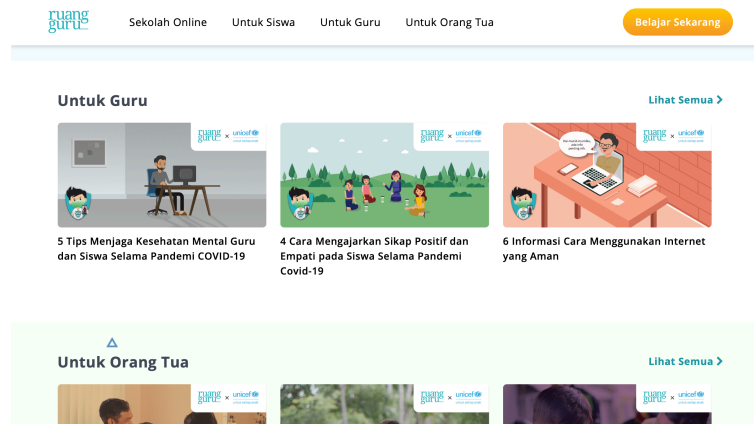 ruang
guru
Sekolah Online
Untuk Siswa
Untuk Guru
Untuk Orang Tua
Belajar Sekarang
Untuk Guru
Lihat Semua
ruang
guru
x
unicef
ruang
guru
x
unicef
ruang
guru
x
unicef
5 Tips Menjaga Kesehatan Mental Guru
dan Siswa Selama Pandemi COVID-19
4 Cara Mengajarkan Sikap Positif dan
Empati pada Siswa Selama Pandemi
Covid-19
6 Informasi Cara Menggunakan Internet
yang Aman
Untuk Orang Tua
Lihat Semua
ruang
guru
x
unicef
ruang
guru
x
unicef
ruang
guru
x
unicef